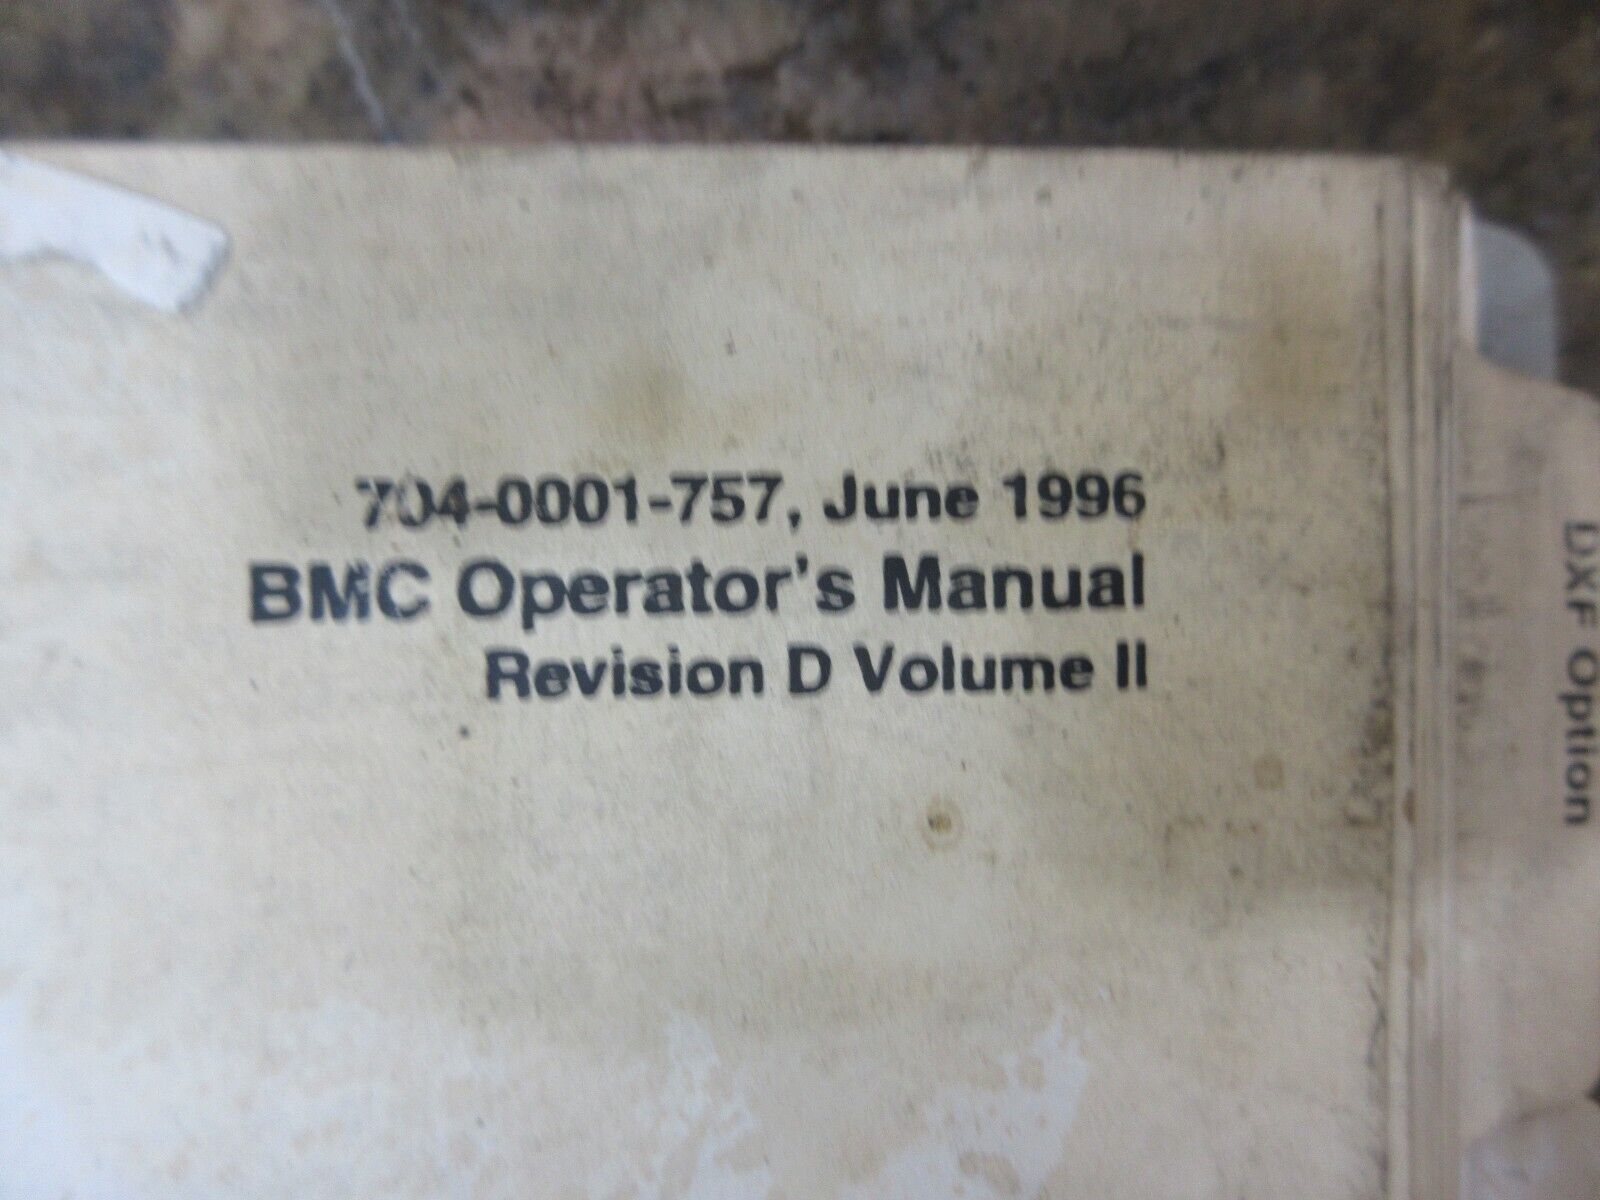 704-0001-757, June 1996
BMC Operator's Manual
Revision D Volume II
DXF Option